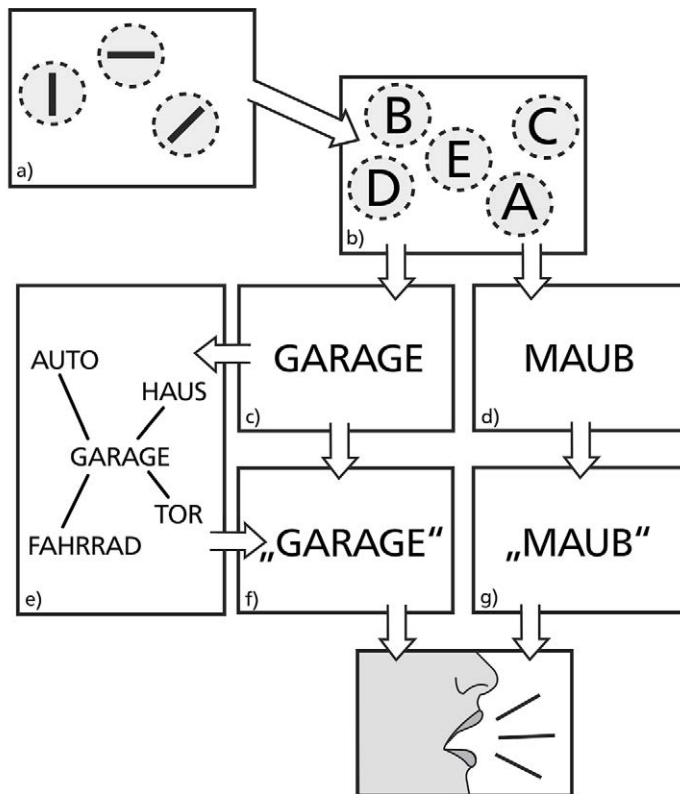 a)
B
C
E
D
A
b)
GARAGE
c)
MAUB
d)
AUTO
HAUS
GARAGE
TOR
FAHRRAD
e)
„GARAGE“
f)
„MAUB“
g)